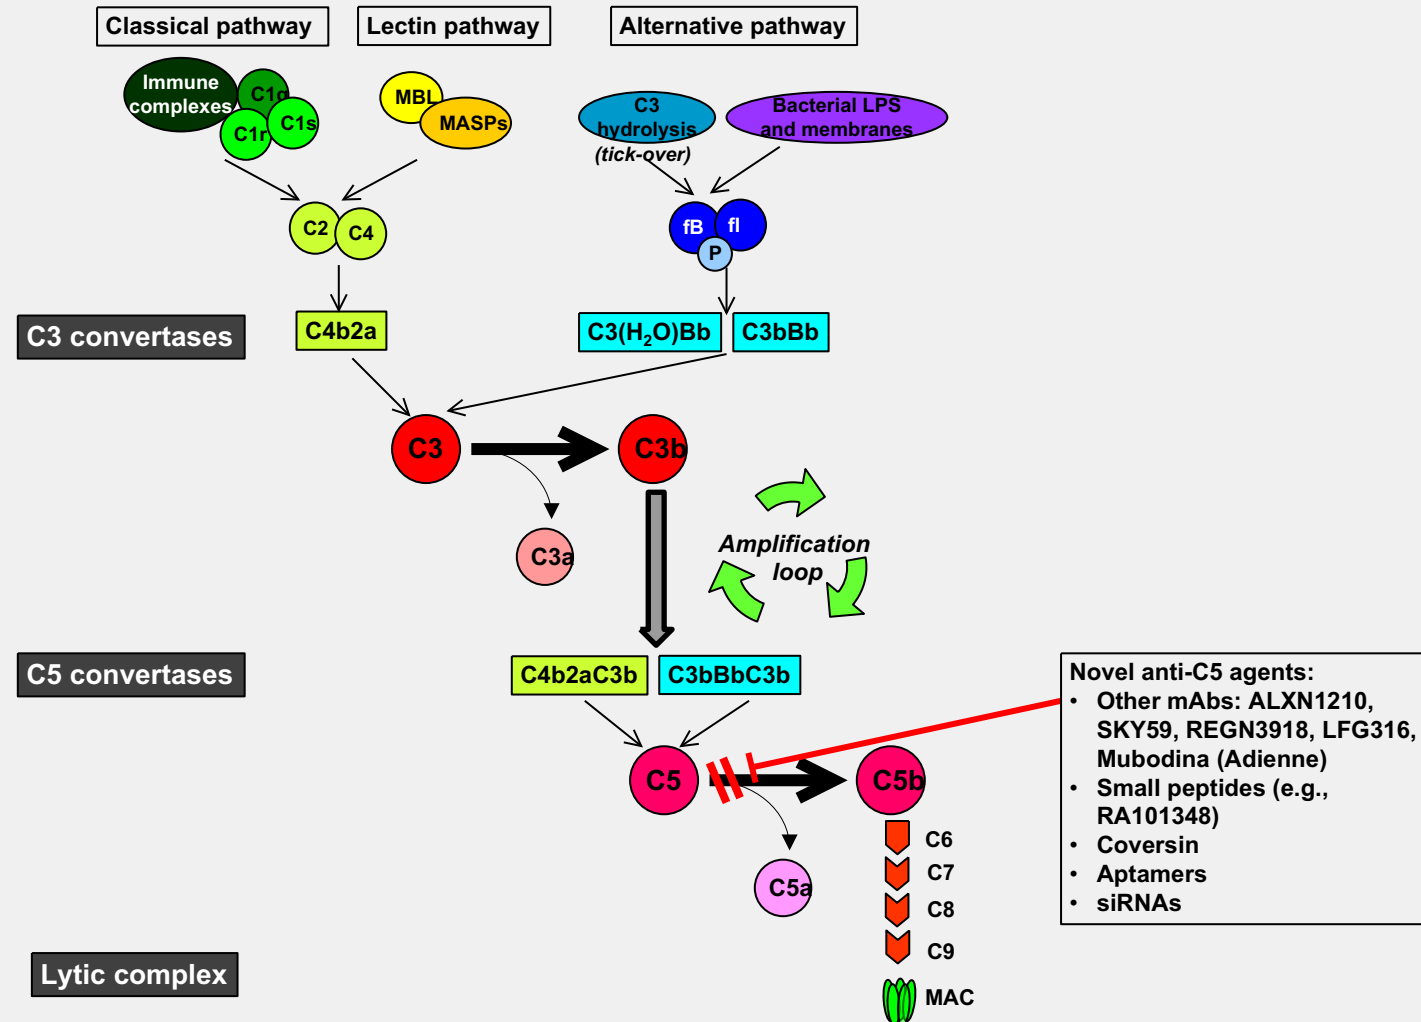 Classical pathway
Lectin pathway
Alternative pathway
Immune
complexes
C1q
C1r
C1s
MBL
MASPs
C3
hydrolysis
(tick-over)
Bacterial LPS
and membranes
C2
C4
fB
fI
P
C3 convertases
C4b2a
C3(H₂O)Bb
C3bBb
C3
C3b
C3a
Amplification
loop
C5 convertases
C4b2aC3b
C3bBbC3b
Novel anti-C5 agents:
• Other mAbs: ALXN1210,
SKY59, REGN3918, LFG316,
Mubodina (Adienne)
• Small peptides (e.g.,
RA101348)
• Coversin
• Aptamers
• siRNAs
C5
C5b
C5a
C6
C7
C8
C9
Lytic complex
MAC